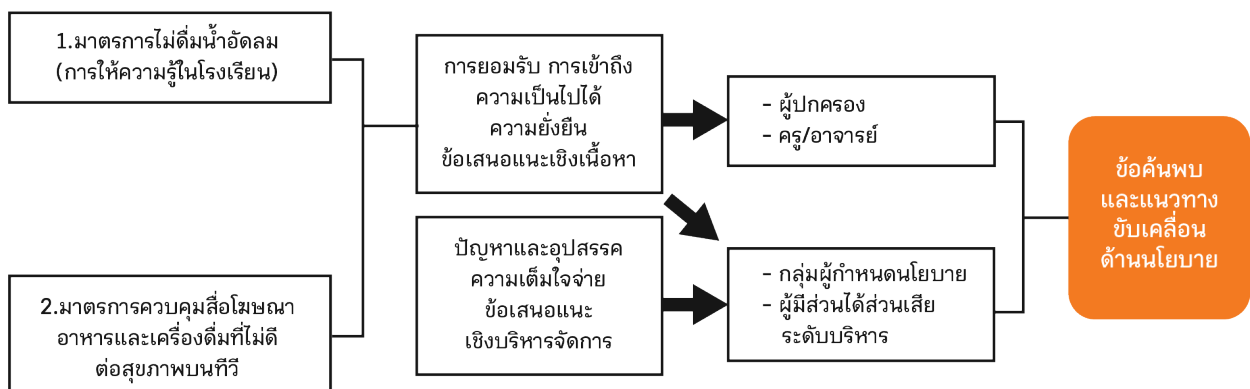 1.มาตรการไม่ดื่มน้ำอัดลม
(การให้ความรู้ในโรงเรียน)
2.มาตรการควบคุมสื่อโฆษณา
อาหารและเครื่องดื่มที่ไม่ดี
ต่อสุขภาพบนทีวี
การยอมรับ การเข้าถึง
ความเป็นไปได้
ความยั่งยืน
ข้อเสนอแนะเชิงเนื้อหา
ปัญหาและอุปสรรค
ความเต็มใจจ่าย
ข้อเสนอแนะ
เชิงบริหารจัดการ
- ผู้ปกครอง
- ครู/อาจารย์
- กลุ่มผู้กำหนดนโยบาย
- ผู้มีส่วนได้ส่วนเสีย
ระดับบริหาร
ข้อค้นพบ
และแนวทาง
ขับเคลื่อน
ด้านนโยบาย